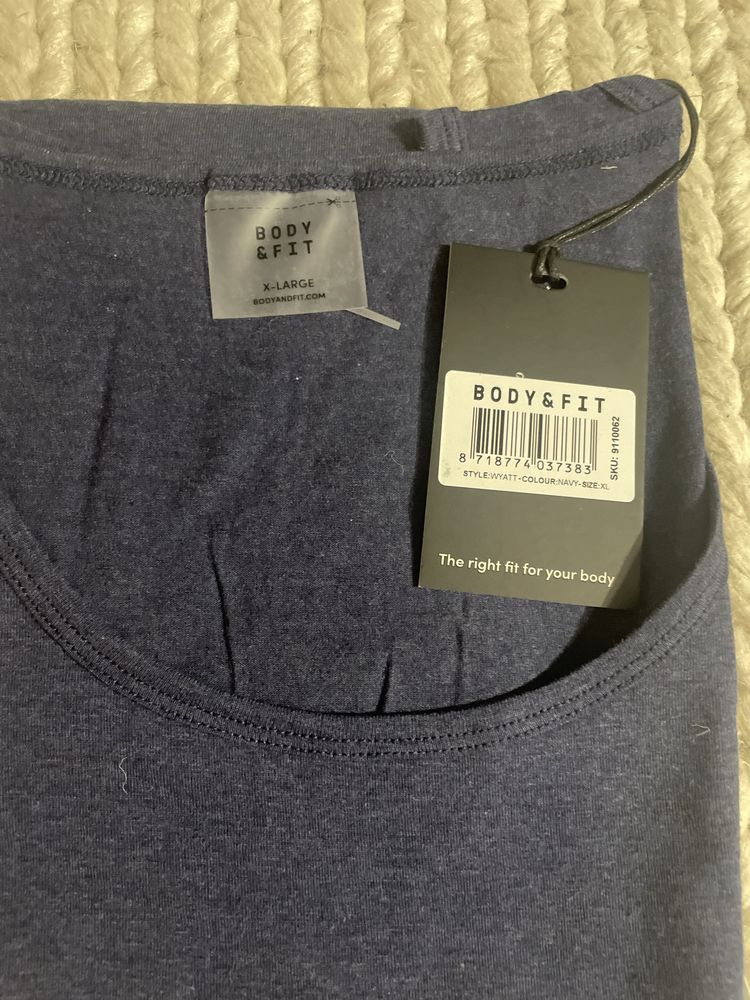 BODY
& FIT
X-LARGE
BODYANDFIT.COM
BODY & FIT
8 718774 037383
SKU: 9110062
STYLE:WYATT-COLOUR:NAVY-SIZE:XL
The right fit for your body